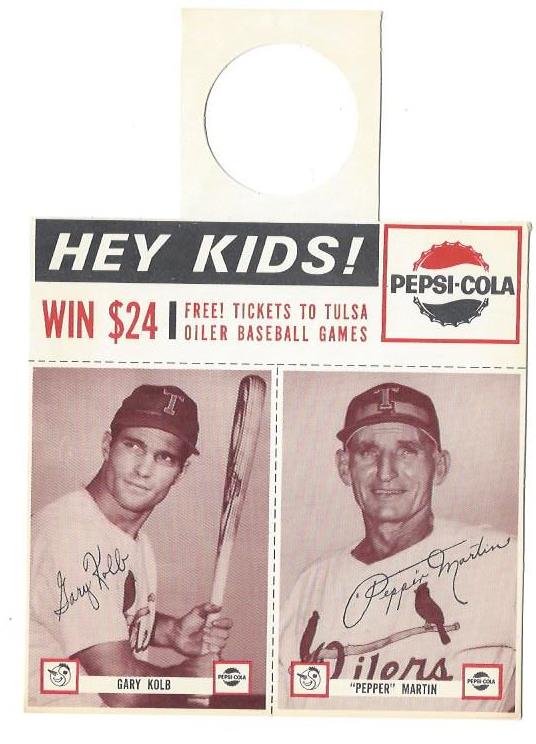 HEY KIDS!
PEPSI-COLA
WIN $24
FREE! TICKETS TO TULSA
OILER BASEBALL GAMES
T
Gary Kolb
PEPSI-COLA
GARY KOLB
T
"Pepper" Martin
Oilers
PEPSI-COLA
"PEPPER" MARTIN